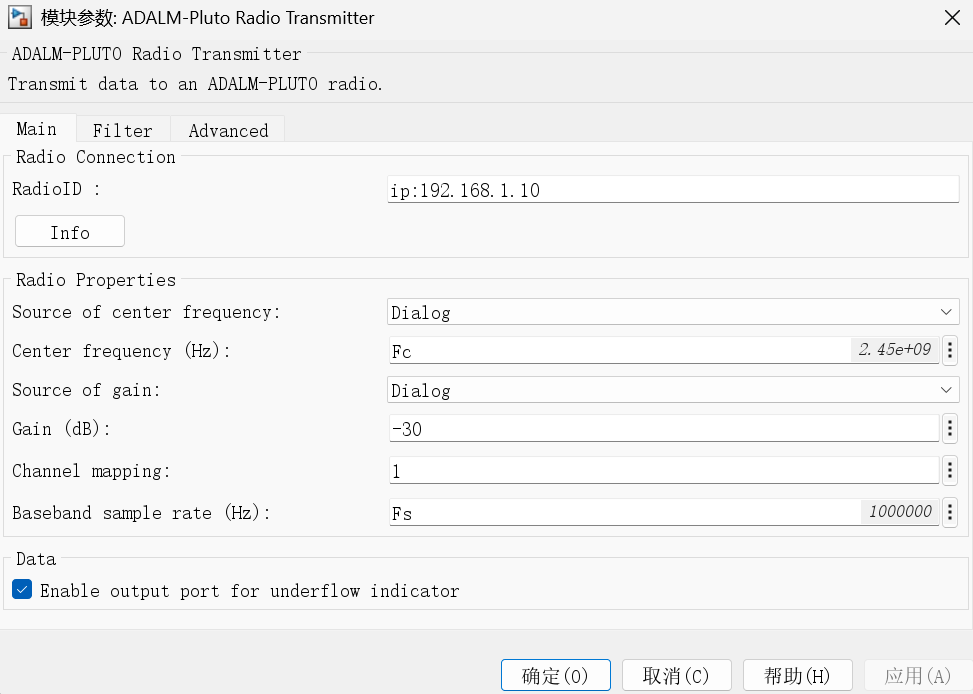 模块参数: ADALM-Pluto Radio Transmitter
ADALM-PLUTO Radio Transmitter
Transmit data to an ADALM-PLUTO radio.
Main Filter Advanced
Radio Connection
RadioID : ip:192.168.1.10
Info
Radio Properties
Source of center frequency: Dialog
Center frequency (Hz): Fc 2.45e+09
Source of gain: Dialog
Gain (dB): -30
Channel mapping: 1
Baseband sample rate (Hz): Fs 1000000
Data
Enable output port for underflow indicator
确定(O) 取消(C) 帮助(H) 应用(A)